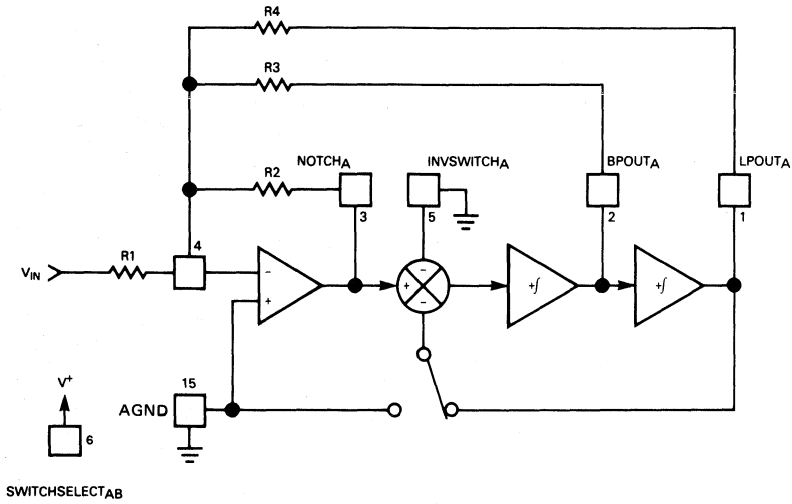 R4
R3
R2
NOTCHA
INVSWITCHA
BPOUTA
LPOUTA
3
5
2
1
4
R1
VIN
−
+
+
−
−
+∫
+∫
V+
6
15
AGND
SWITCHSELECTAB